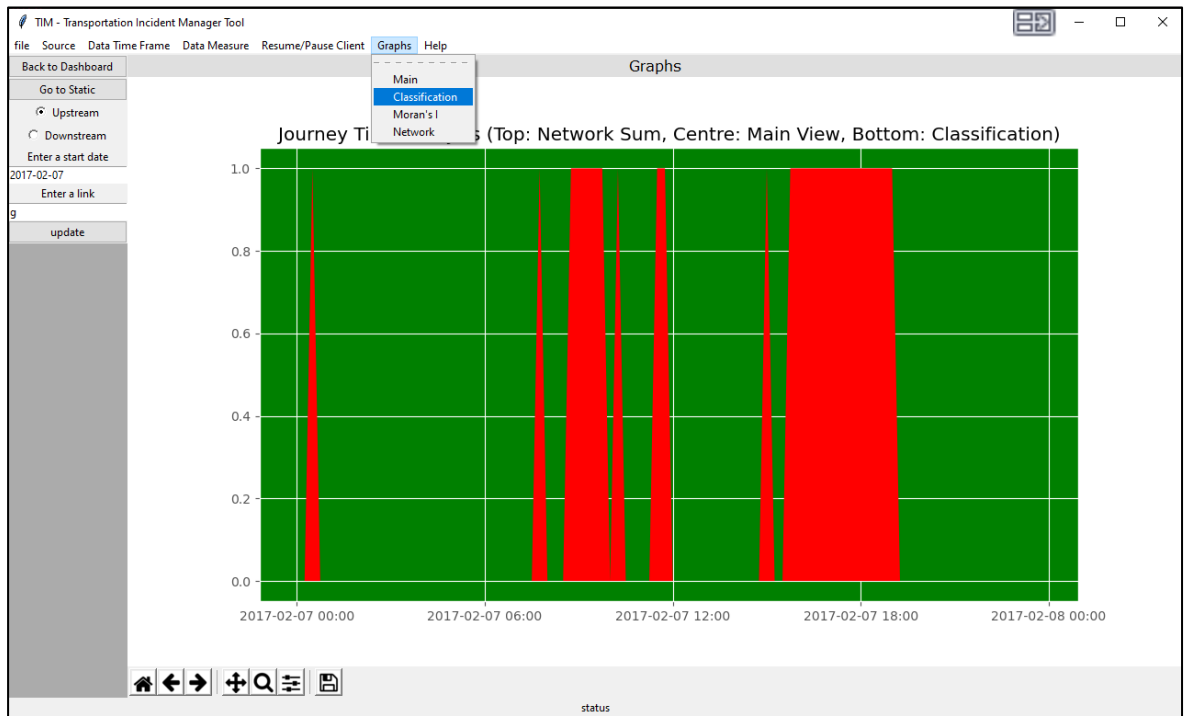 TIM - Transportation Incident Manager Tool
file Source Data Time Frame Data Measure Resume/Pause Client Graphs Help
Back to Dashboard
Graphs
Main
Go to Static
Classification
Upstream
Moran's I
Downstream
Network
Journey Ti s (Top: Network Sum, Centre: Main View, Bottom: Classification)
Enter a start date
2017-02-07
Enter a link
g
update
1.0
0.8
0.6
0.4
0.2
0.0
2017-02-07 00:00 2017-02-07 06:00 2017-02-07 12:00 2017-02-07 18:00 2017-02-08 00:00
status